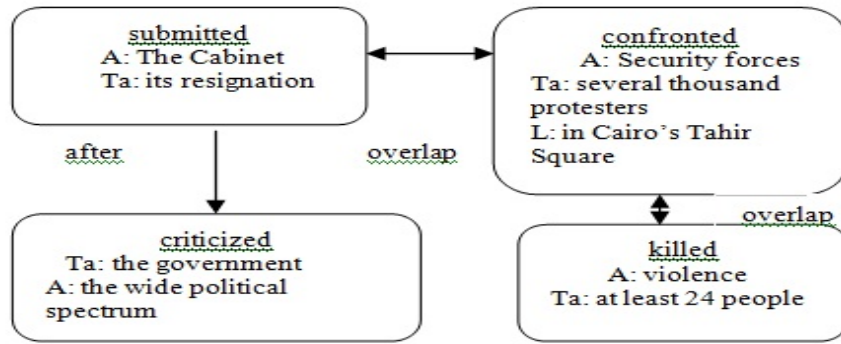 submitted
A: The Cabinet
Ta: its resignation
confronted
A: Security forces
Ta: several thousand
protesters
L: in Cairo's Tahir
Square
after
overlap
criticized
Ta: the government
A: the wide political
spectrum
overlap
killed
A: violence
Ta: at least 24 people